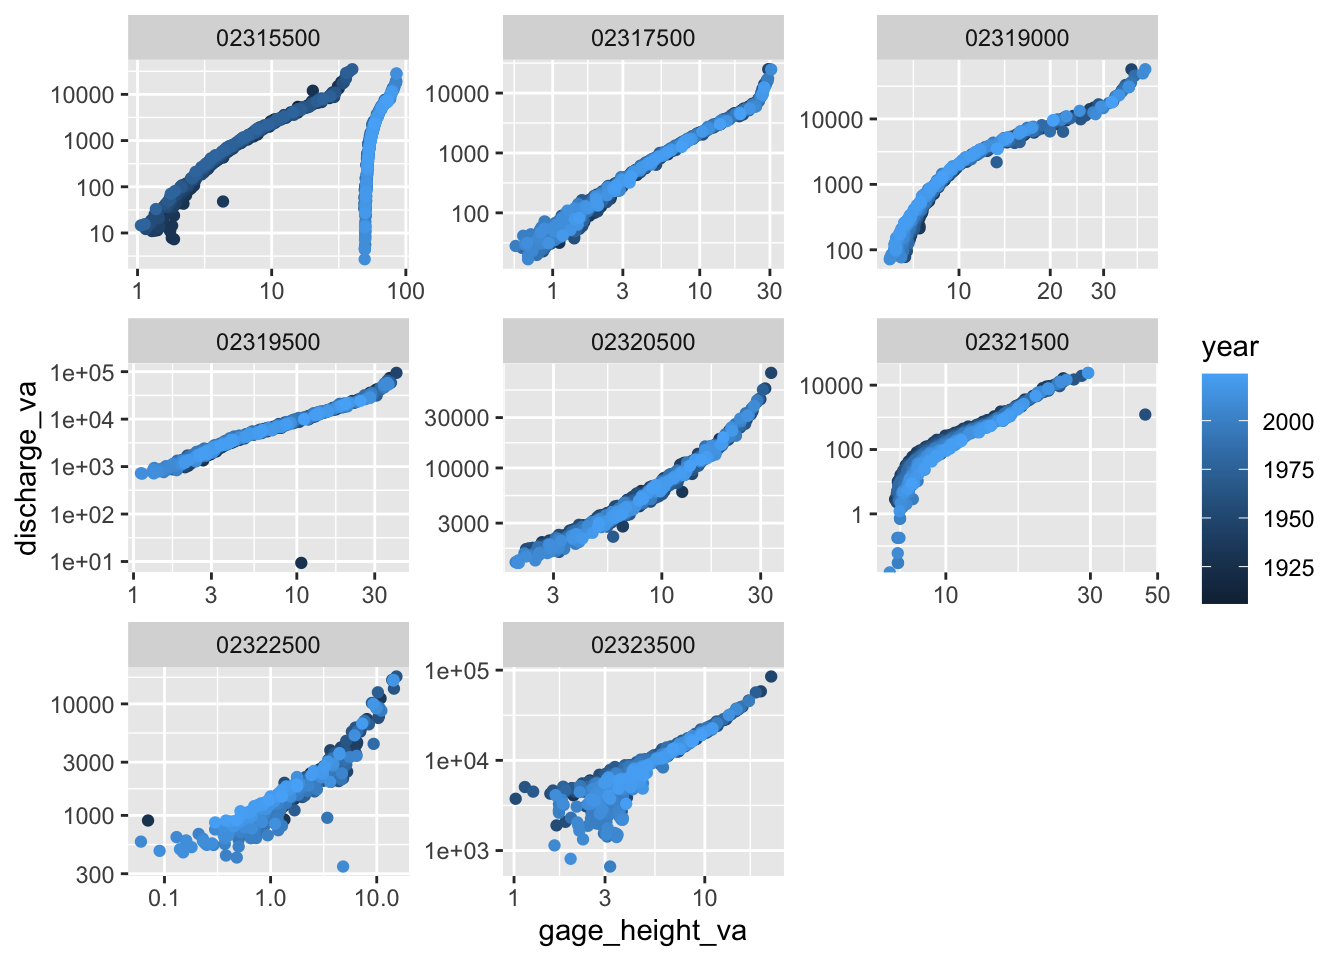 02315500
02317500
02319000
10000
1000
100
10
1 10 100
10000
1000
100
1 3 10 30
10000
1000
100
10 20 30
02319500
02320500
02321500
1e+05
1e+04
1e+03
1e+02
1e+01
1 3 10 30
30000
10000
3000
3 10 30
10000
100
1
10 30 50
02322500
02323500
10000
3000
1000
300
0.1 1.0 10.0
1e+05
1e+04
1e+03
1 3 10
discharge_va
gage_height_va
year
2000
1975
1950
1925